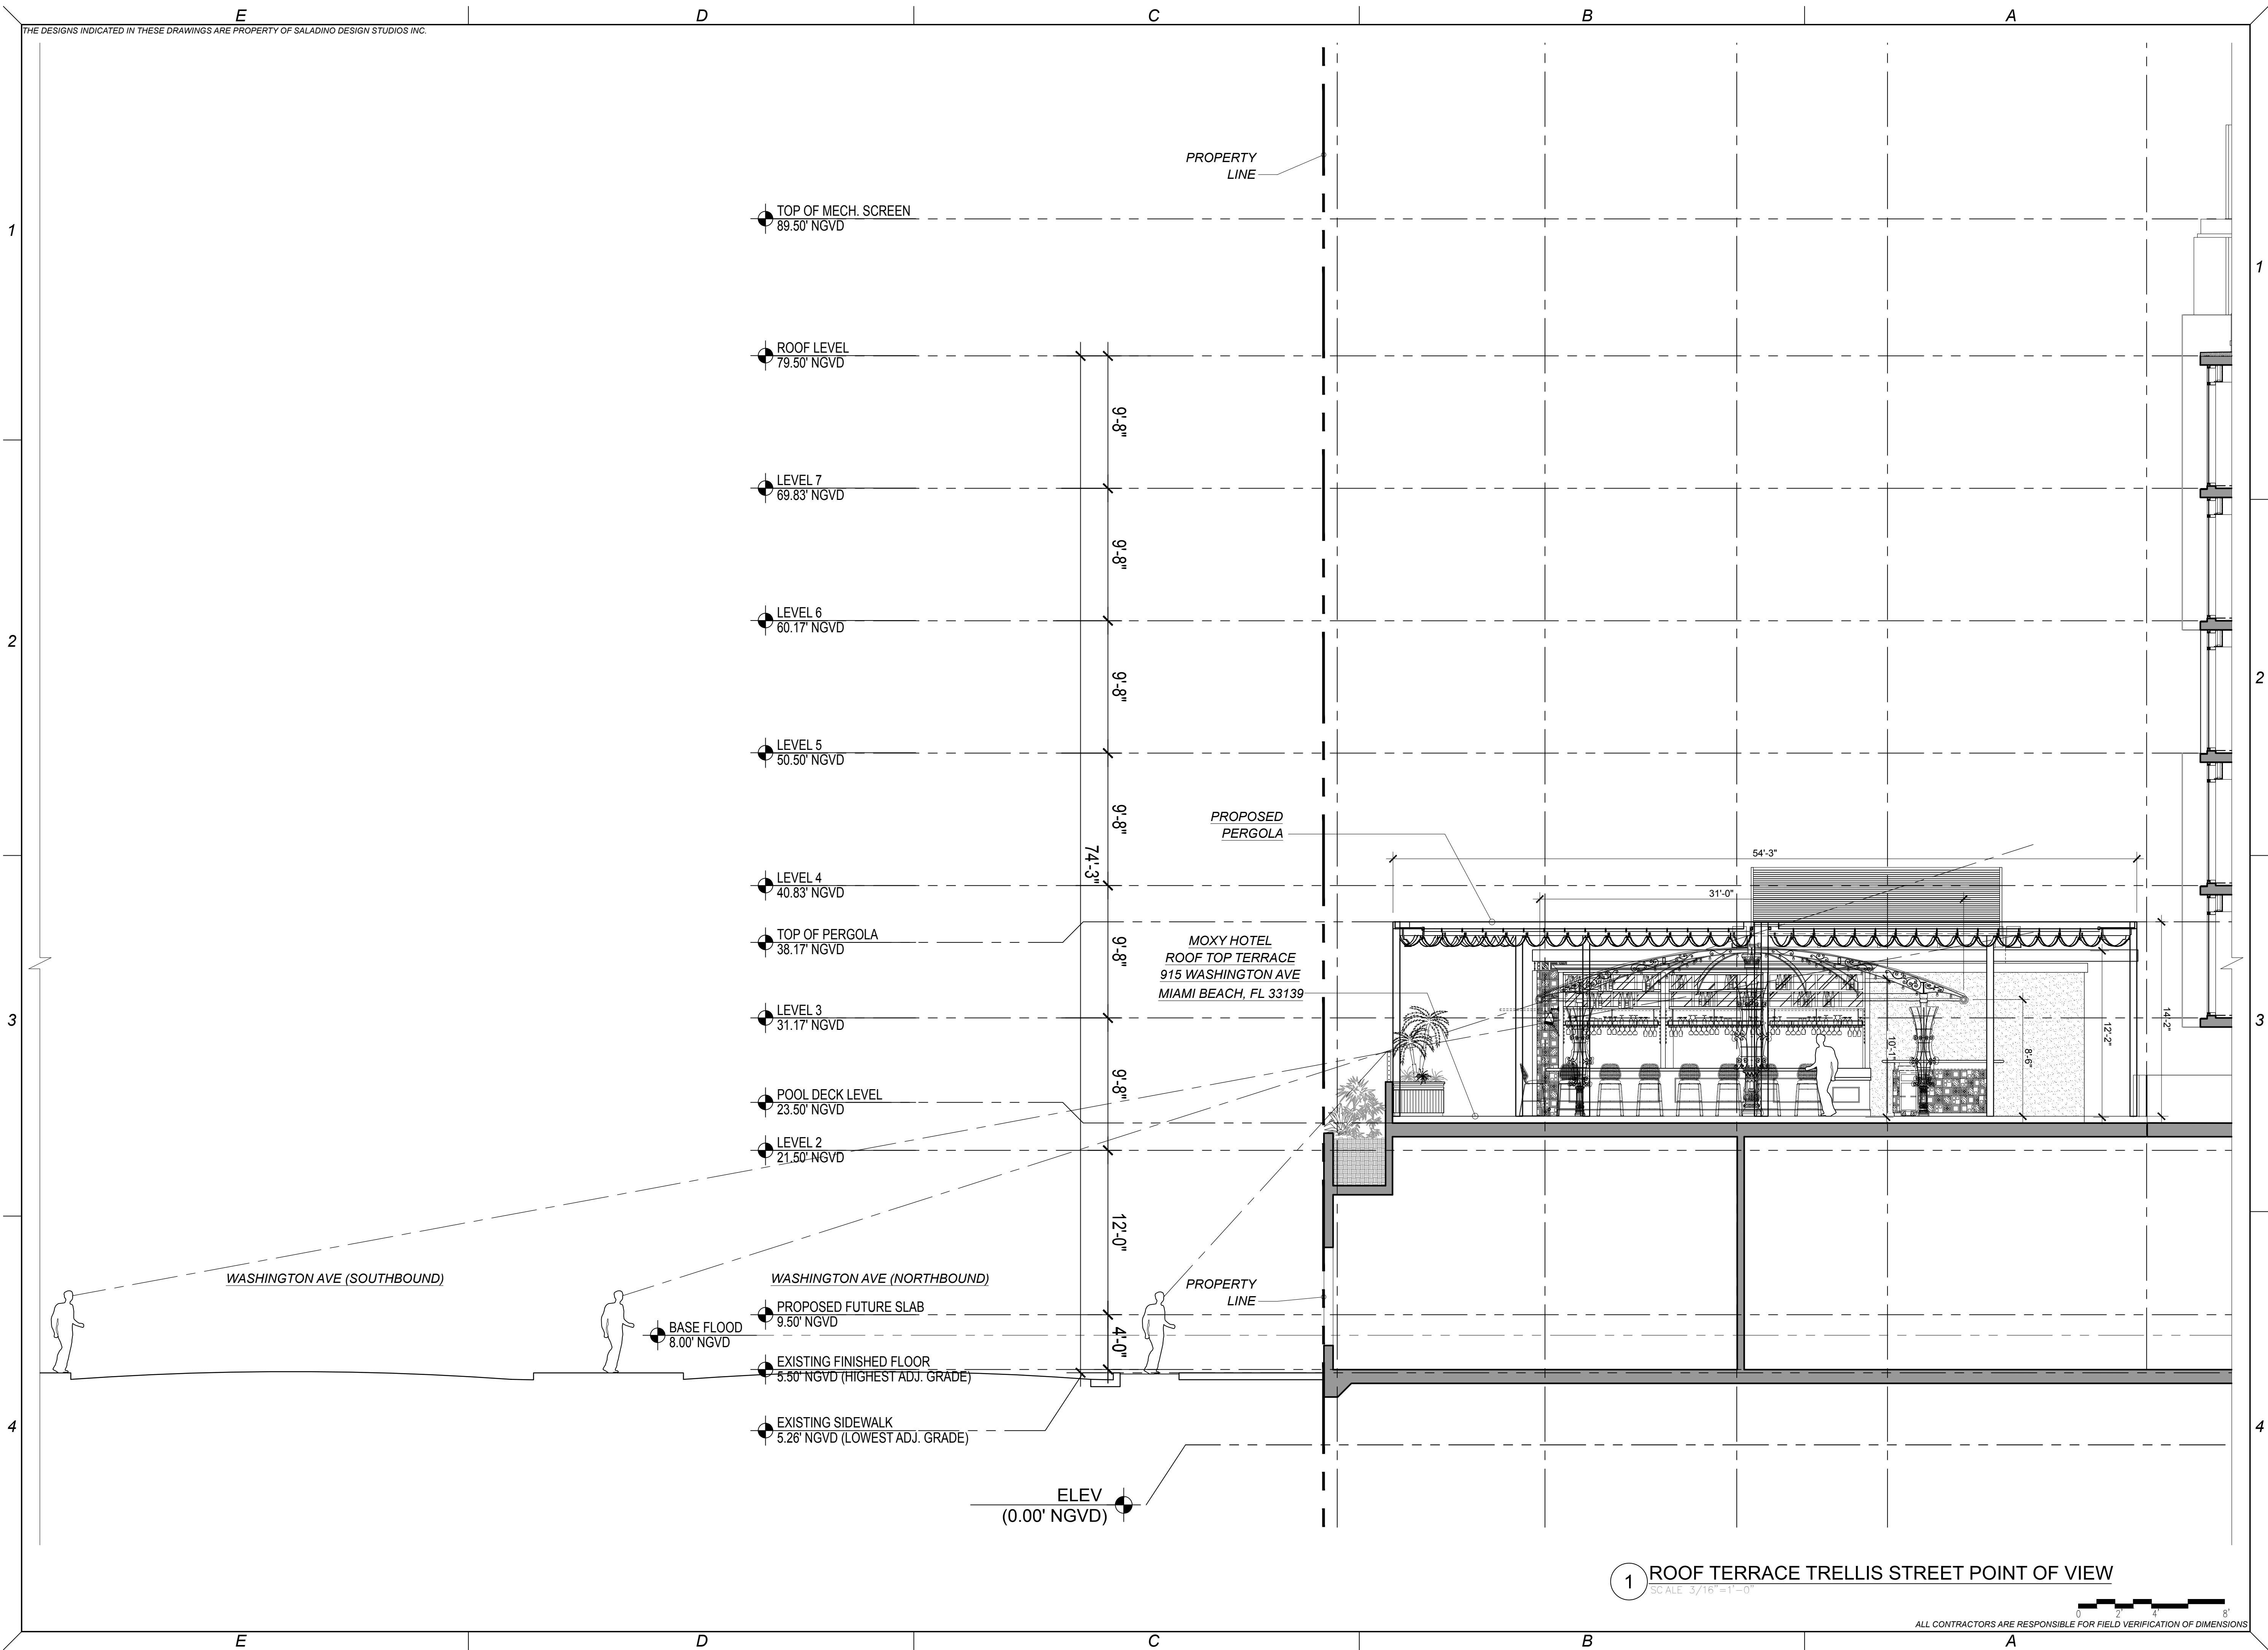 E D C B A
THE DESIGNS INDICATED IN THESE DRAWINGS ARE PROPERTY OF SALADINO DESIGN STUDIOS INC.
PROPERTY
LINE
TOP OF MECH. SCREEN
89.50' NGVD
1
1
ROOF LEVEL
79.50' NGVD
9'-8"
LEVEL 7
69.83' NGVD
9'-8"
LEVEL 6
60.17' NGVD
2
2
9'-8"
LEVEL 5
50.50' NGVD
9'-8"
PROPOSED
PERGOLA
74'-3"
54'-3"
LEVEL 4
40.83' NGVD
31'-0"
TOP OF PERGOLA
38.17' NGVD
9'-8"
MOXY HOTEL
ROOF TOP TERRACE
915 WASHINGTON AVE
MIAMI BEACH, FL 33139
LEVEL 3
31.17' NGVD
3
3
14'-2"
12'-2"
10'-1"
8'-6"
9'-8"
POOL DECK LEVEL
23.50' NGVD
LEVEL 2
21.50' NGVD
12'-0"
WASHINGTON AVE (SOUTHBOUND)
WASHINGTON AVE (NORTHBOUND)
PROPERTY
LINE
PROPOSED FUTURE SLAB
9.50' NGVD
BASE FLOOD
8.00' NGVD
4'-0"
EXISTING FINISHED FLOOR
5.50' NGVD (HIGHEST ADJ. GRADE)
EXISTING SIDEWALK
5.26' NGVD (LOWEST ADJ. GRADE)
4
4
ELEV
(0.00' NGVD)
1 ROOF TERRACE TRELLIS STREET POINT OF VIEW
SCALE 3/16"=1'-0"
0 2' 4' 8'
ALL CONTRACTORS ARE RESPONSIBLE FOR FIELD VERIFICATION OF DIMENSIONS
E D C B A